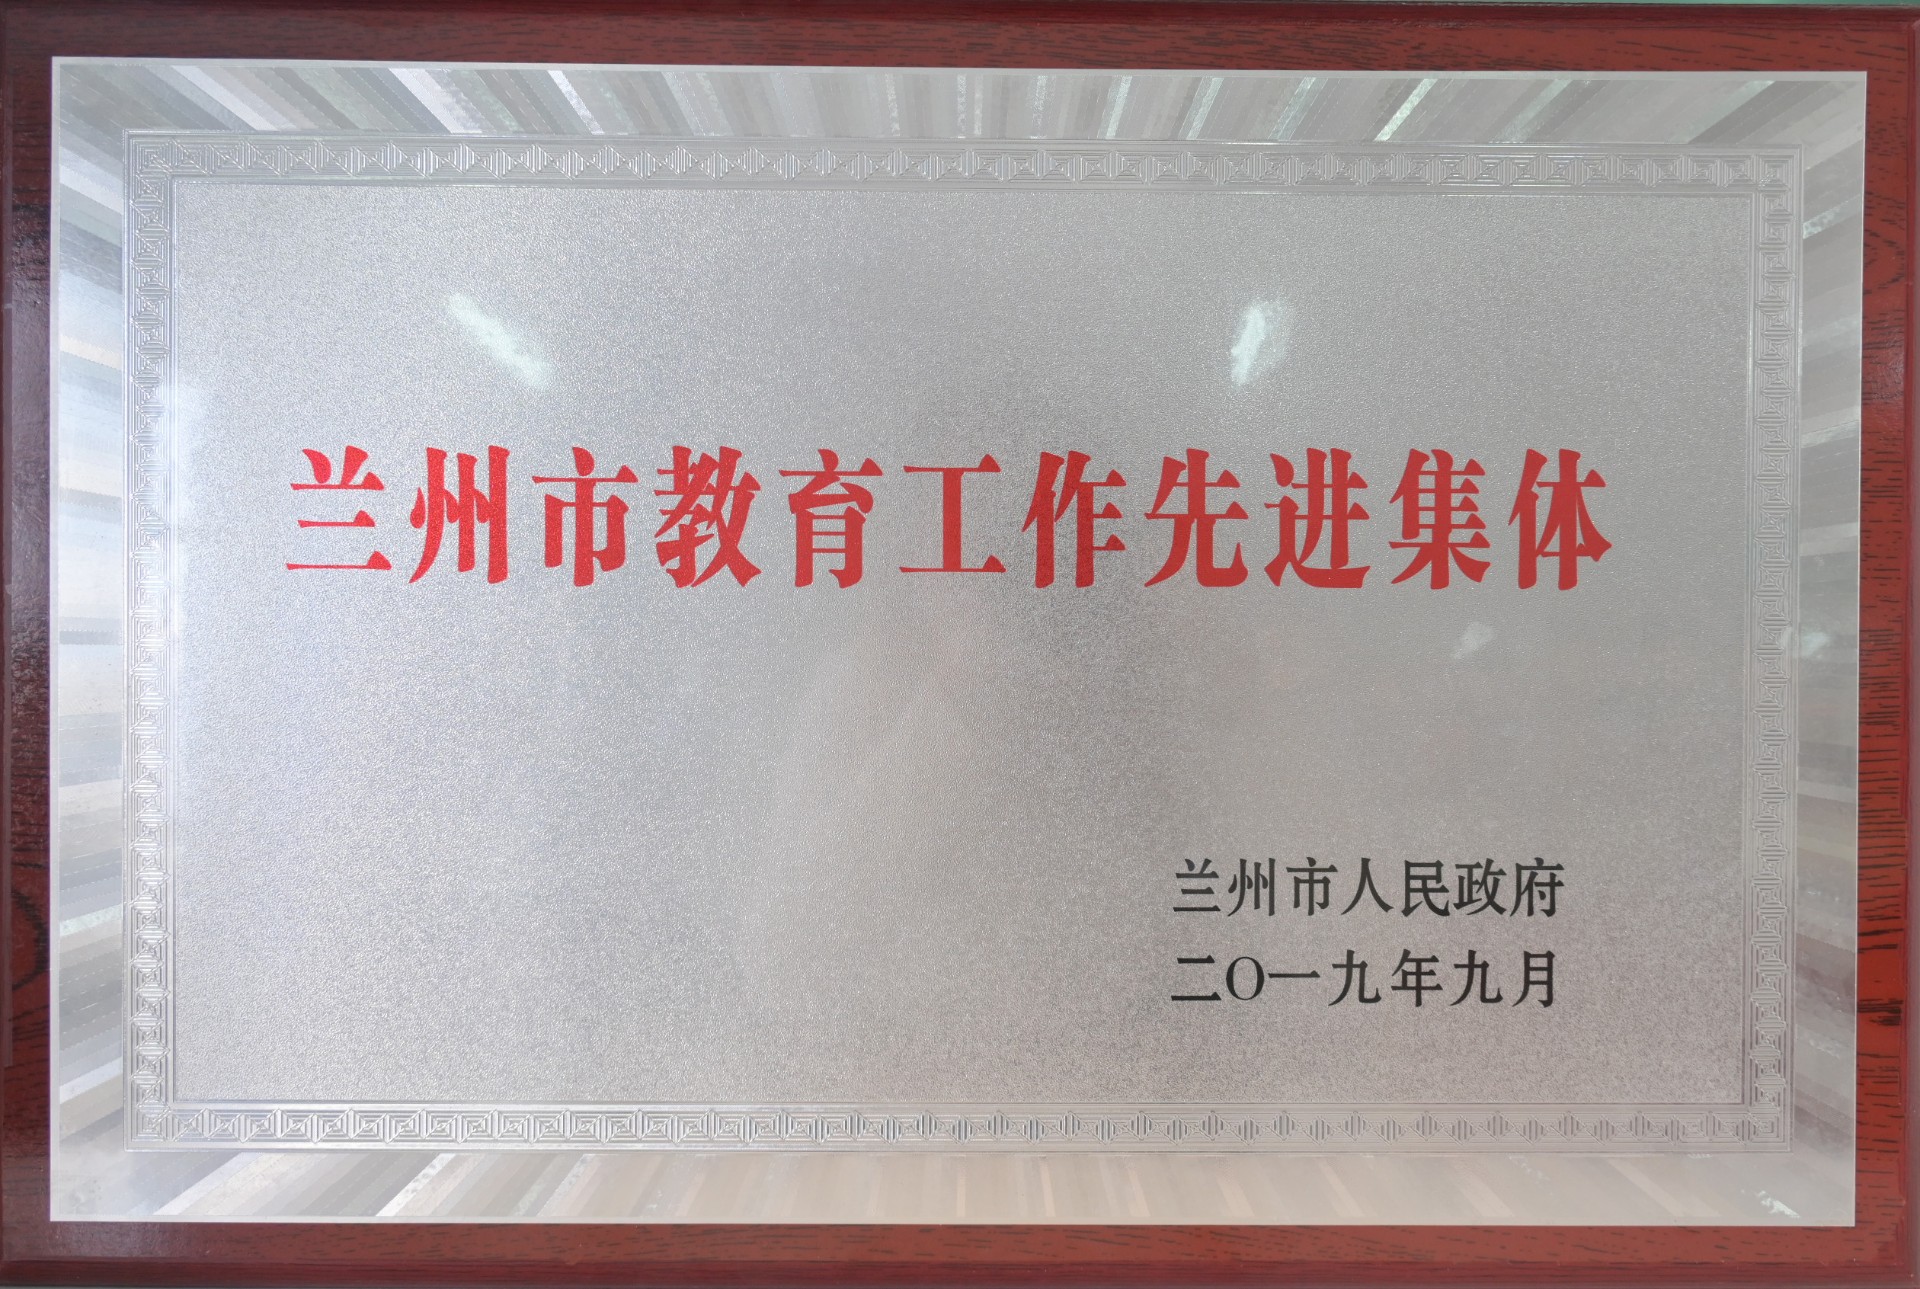 兰州市教育工作先进集体
兰州市人民政府
二〇一九年九月